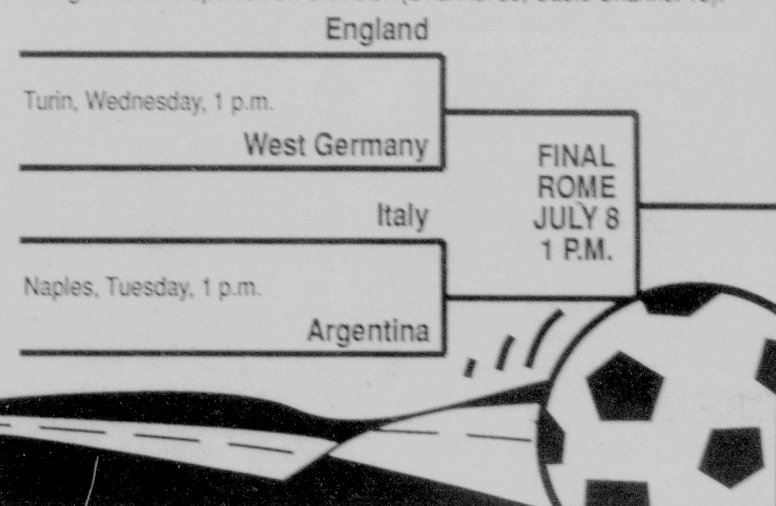 England
Turin, Wednesday, 1 p.m.
West Germany
FINAL
ROME
JULY 8
1 P.M.
Italy
Naples, Tuesday, 1 p.m.
Argentina